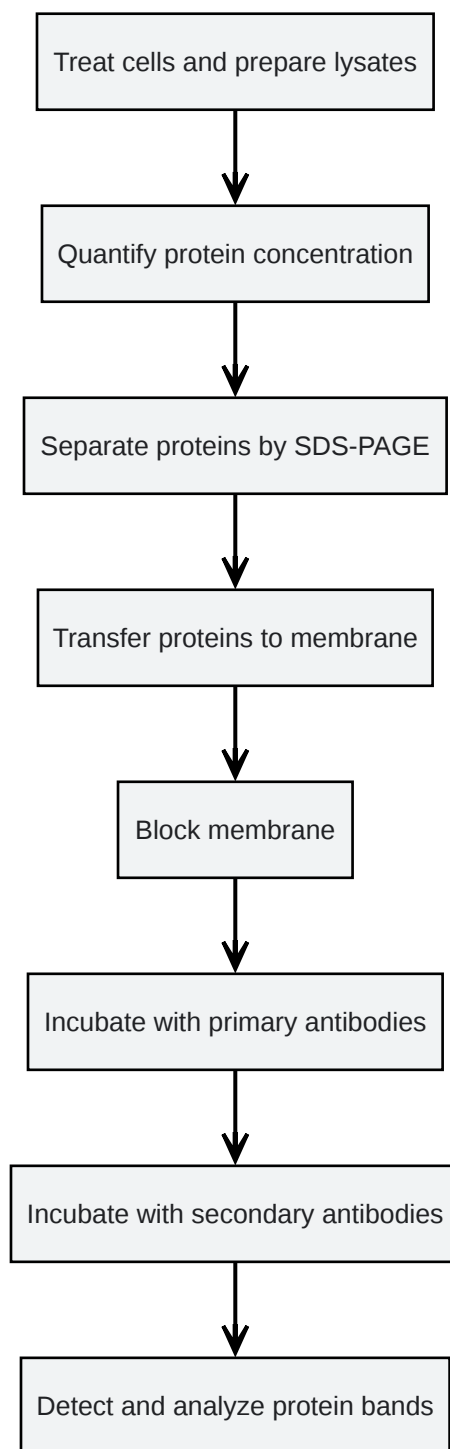 Treat cells and prepare lysates
Quantify protein concentration
Separate proteins by SDS-PAGE
Transfer proteins to membrane
Block membrane
Incubate with primary antibodies
Incubate with secondary antibodies
Detect and analyze protein bands